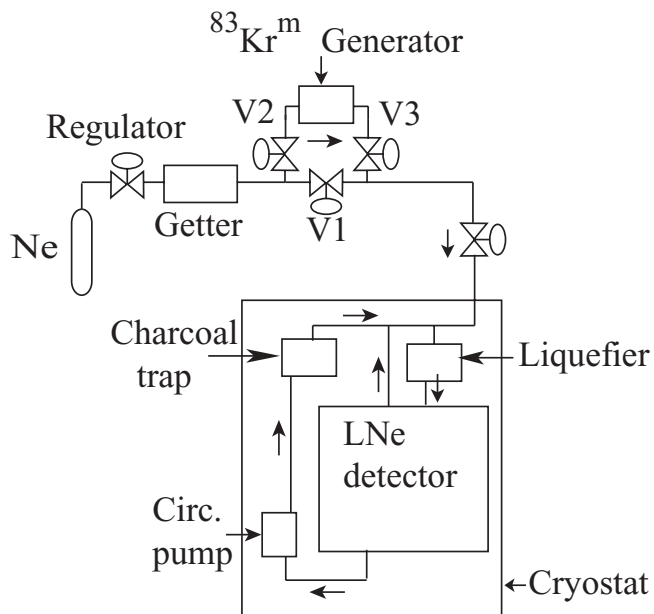 ⁸³Krᵐ Generator
V2
V3
Regulator
Ne
Getter
V1
Charcoal
trap
Liquefier
LNe
detector
Circ.
pump
Cryostat